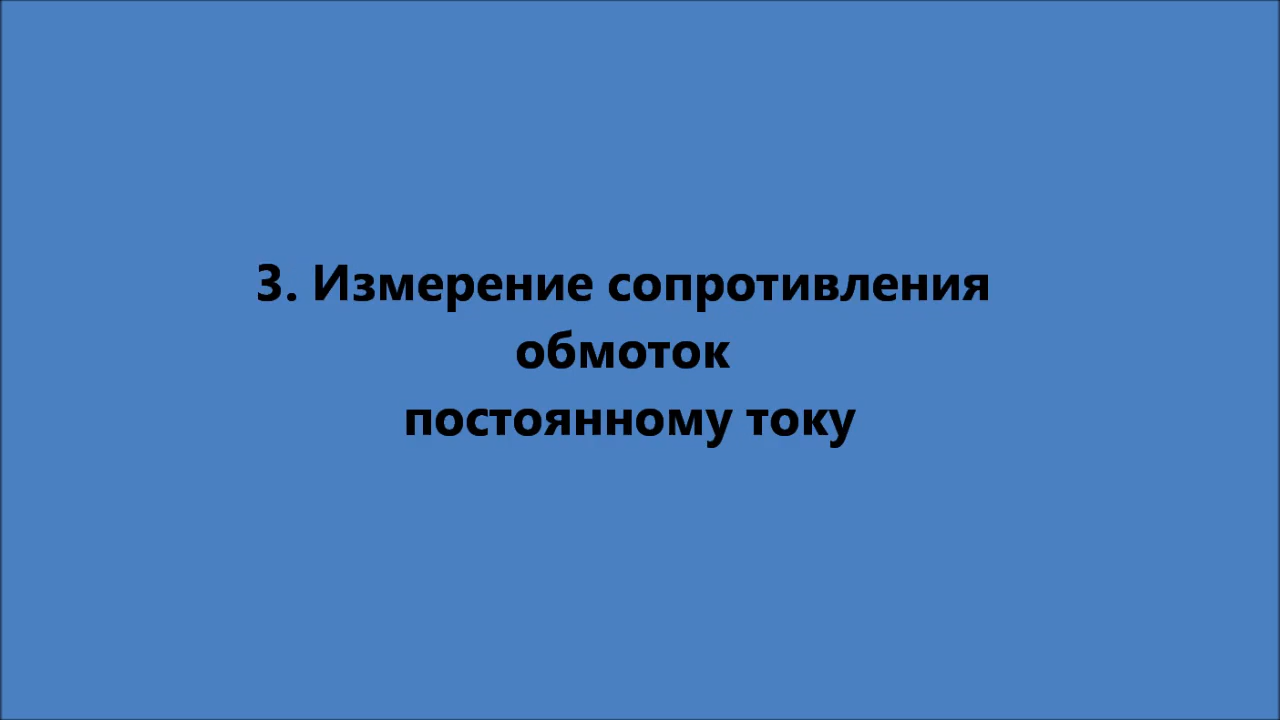 3. Измерение сопротивления
обмоток
постоянному току